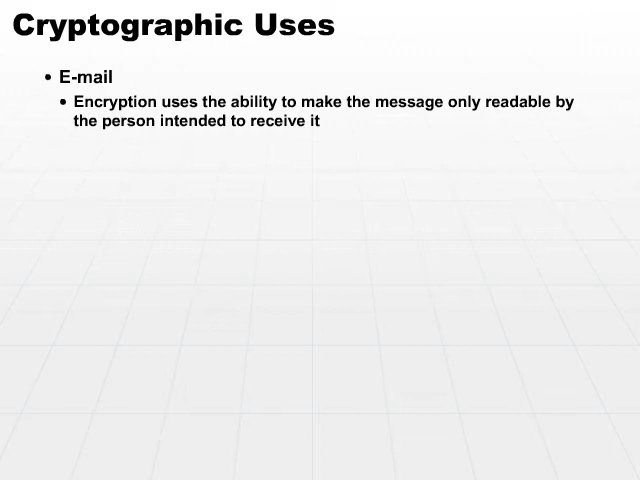 Cryptographic Uses
• E-mail
• Encryption uses the ability to make the message only readable by
the person intended to receive it